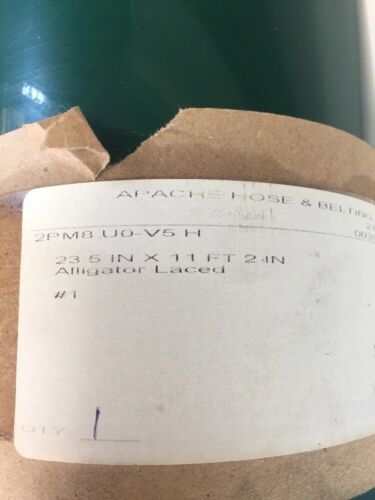 APACHE HOSE & BELTING
2PM8 U0-V5 H
23.5 IN X 11 FT 2 IN
Alligator Laced
#1
QTY 1